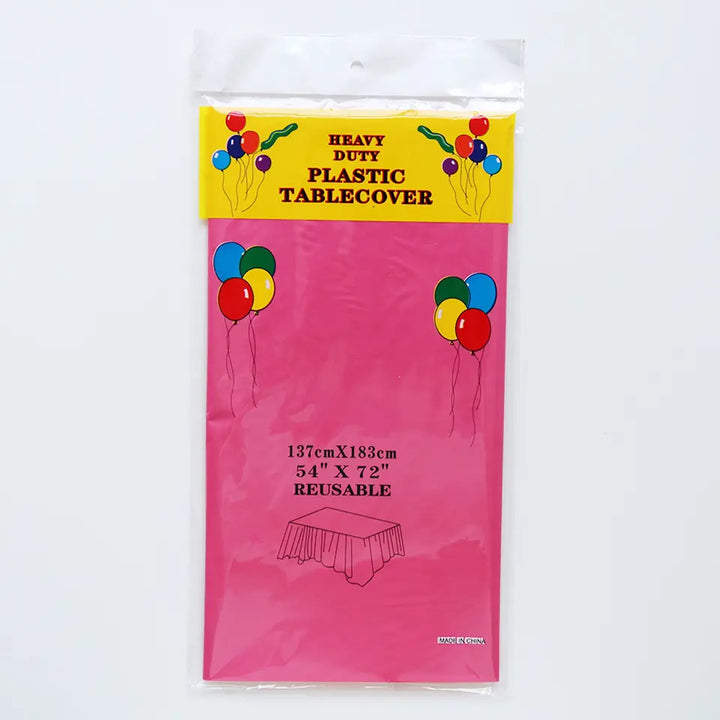 HEAVY
DUTY
PLASTIC
TABLECOVER
137cmX183cm
54" X 72"
REUSABLE
MADE IN CHINA